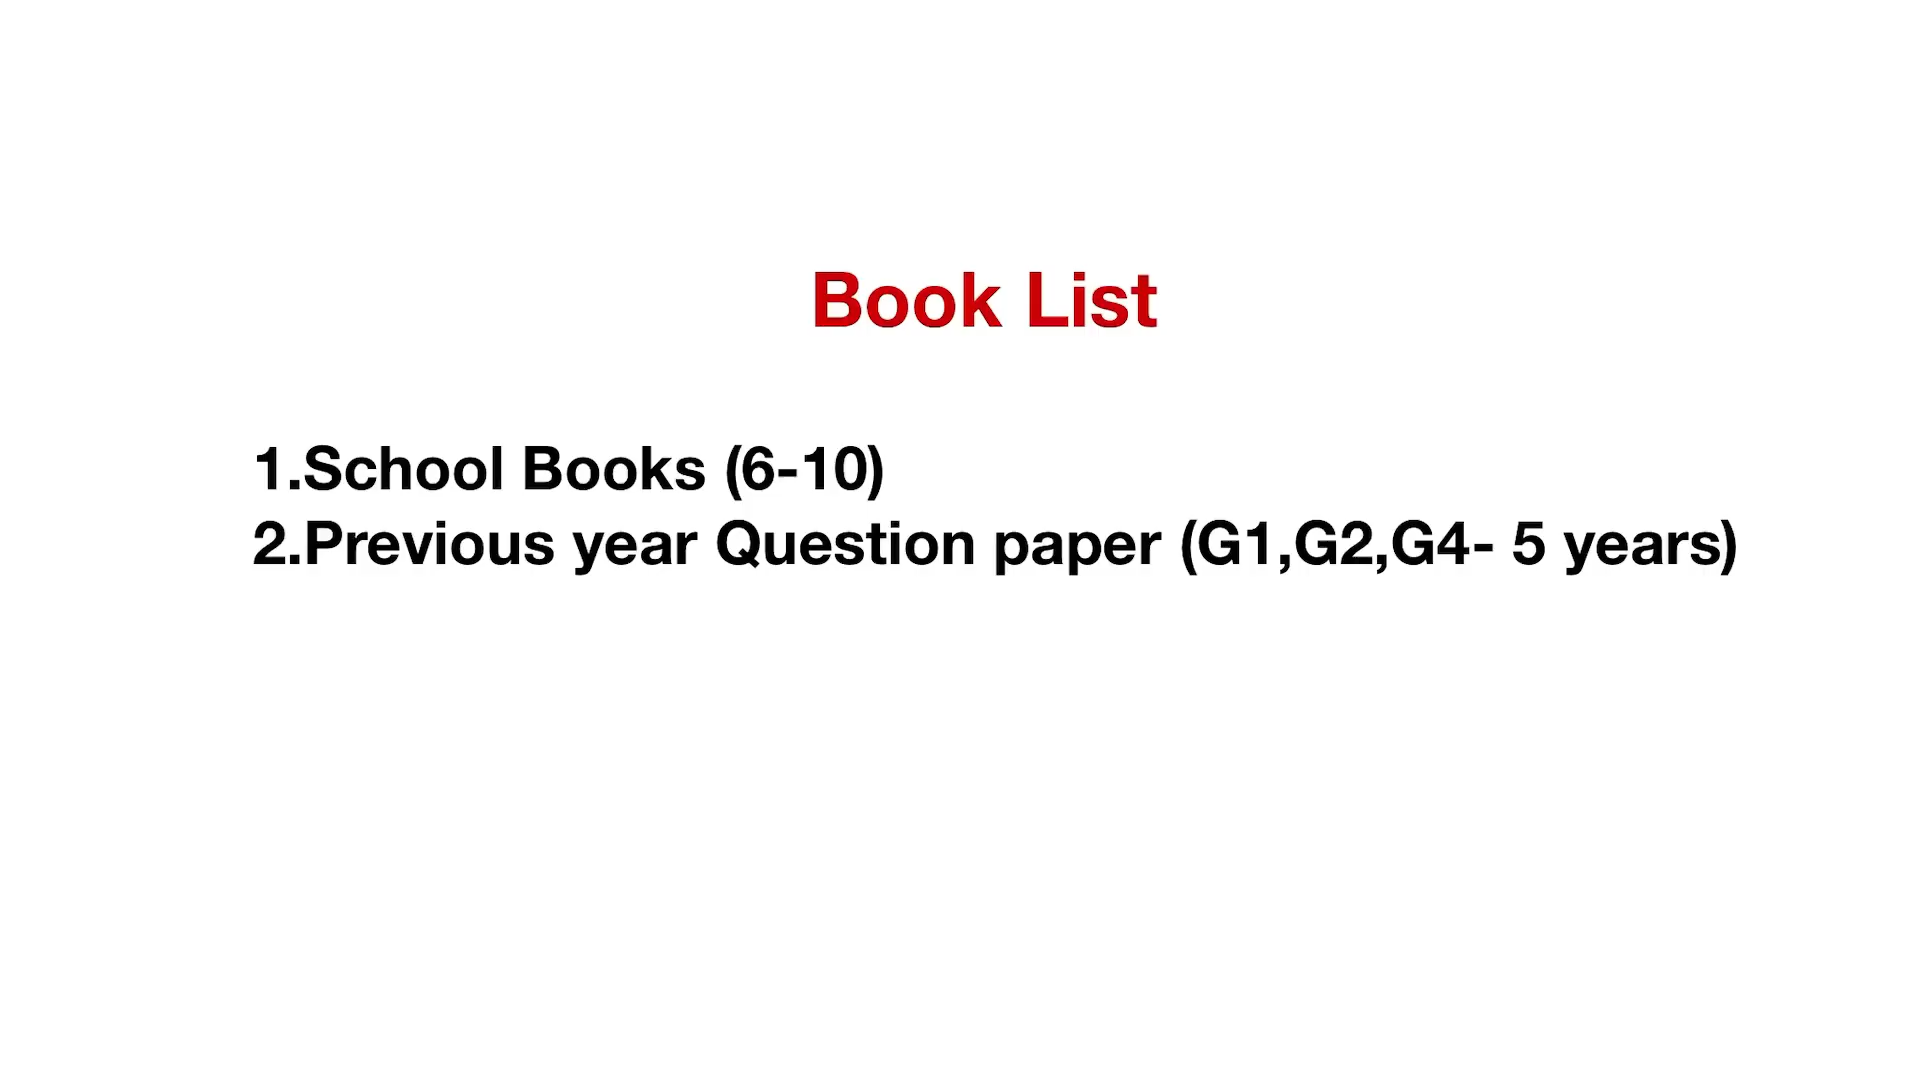 Book List
1.School Books (6-10)
2.Previous year Question paper (G1,G2,G4- 5 years)